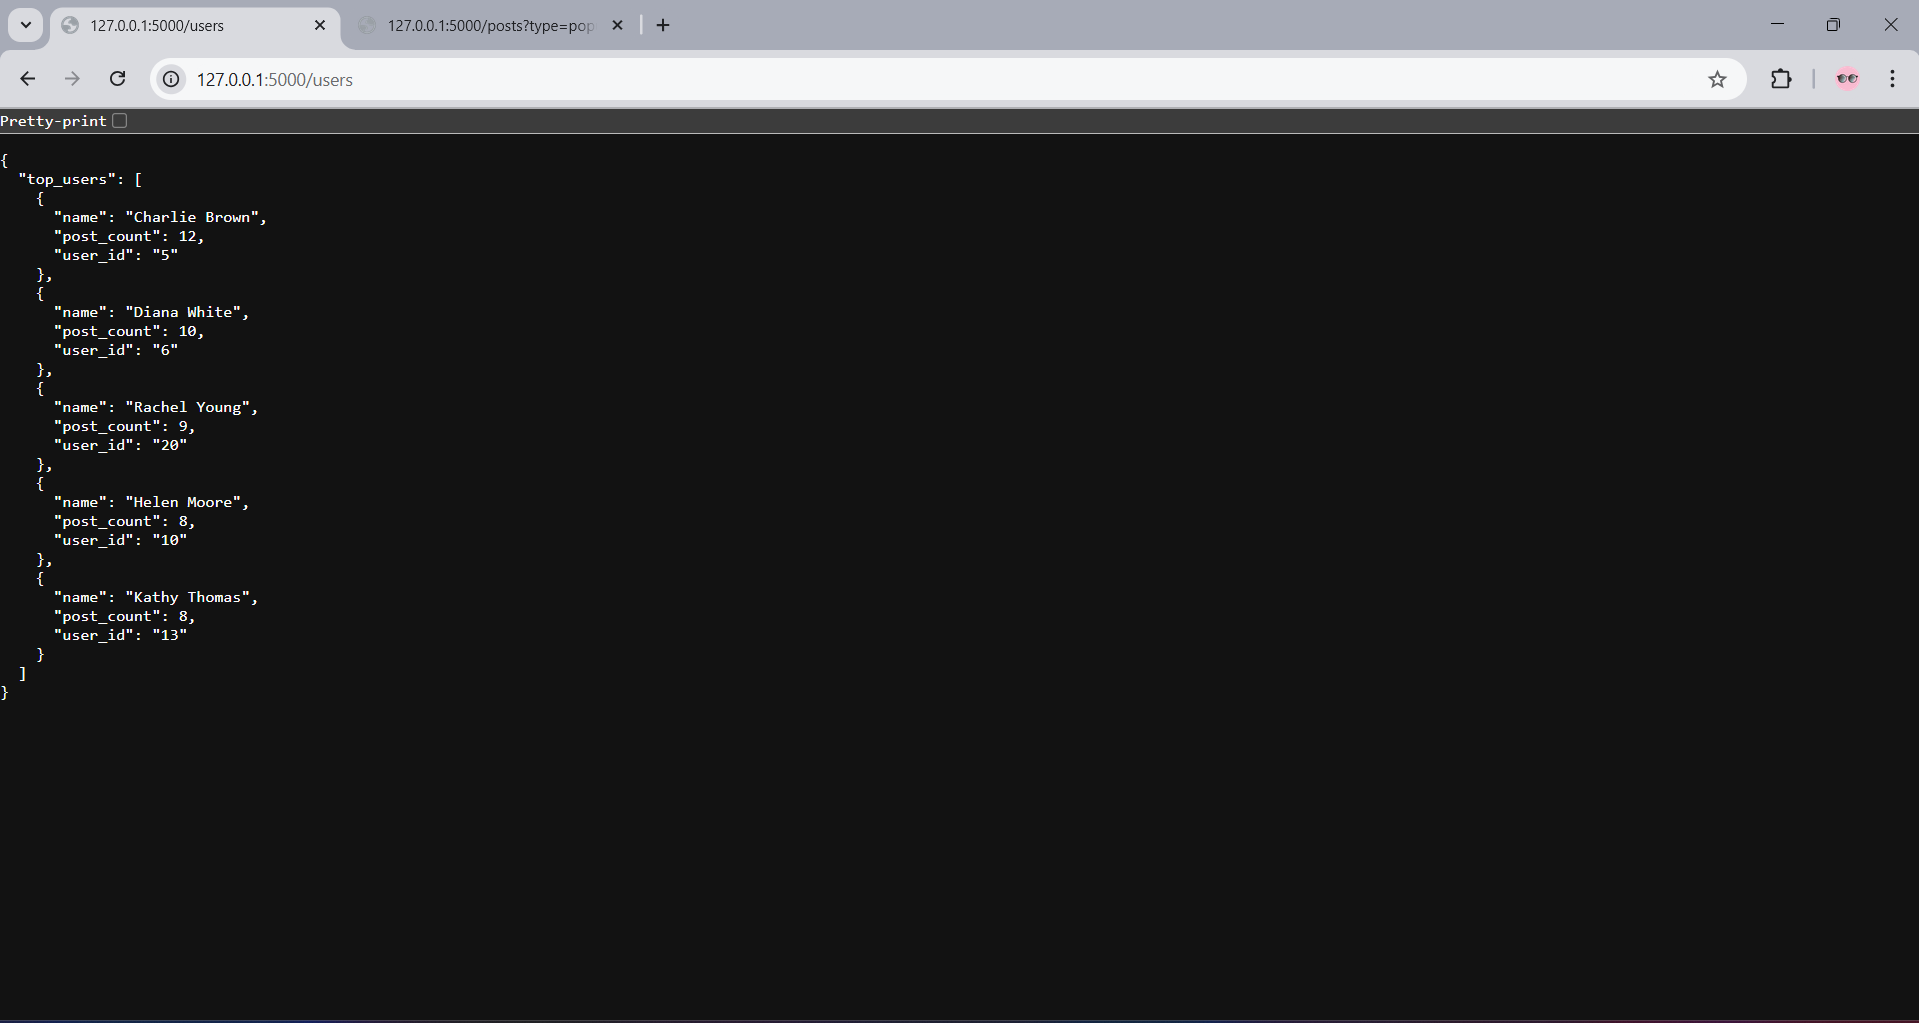 127.0.0.1:5000/users
127.0.0.1:5000/posts?type=pop
127.0.0.1:5000/users
Pretty-print
{
  "top_users": [
    {
      "name": "Charlie Brown",
      "post_count": 12,
      "user_id": "5"
    },
    {
      "name": "Diana White",
      "post_count": 10,
      "user_id": "6"
    },
    {
      "name": "Rachel Young",
      "post_count": 9,
      "user_id": "20"
    },
    {
      "name": "Helen Moore",
      "post_count": 8,
      "user_id": "10"
    },
    {
      "name": "Kathy Thomas",
      "post_count": 8,
      "user_id": "13"
    }
  ]
}